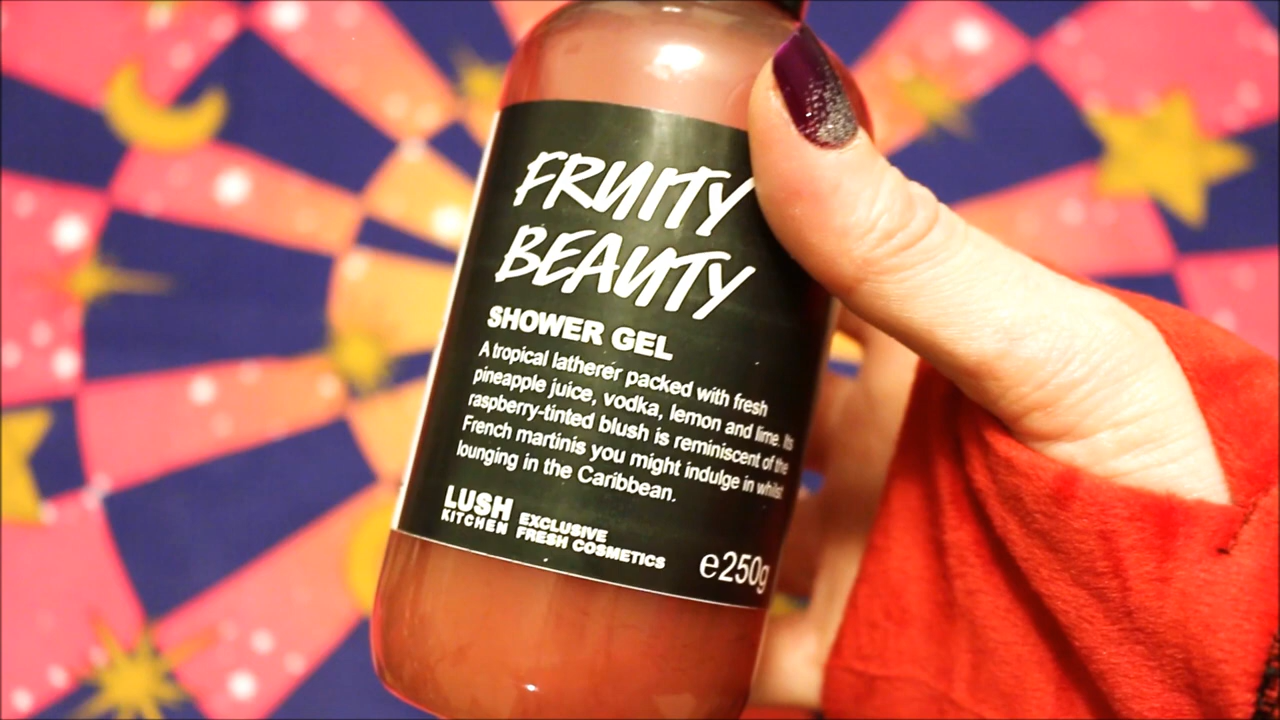 FRUITY
BEAUTY
SHOWER GEL
A tropical latherer packed with fresh
pineapple juice, vodka, lemon and lime. Its
raspberry-tinted blush is reminiscent of the
French martinis you might indulge in whilst
lounging in the Caribbean.
LUSH EXCLUSIVE
KITCHEN FRESH COSMETICS
e250g